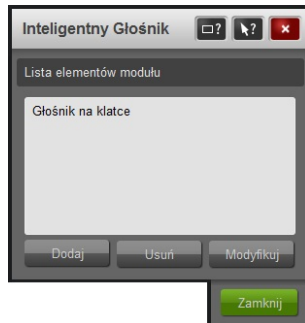 Inteligentny Głośnik
Lista elementów modułu
Głośnik na klatce
Dodaj Usuń Modyfikuj
Zamknij